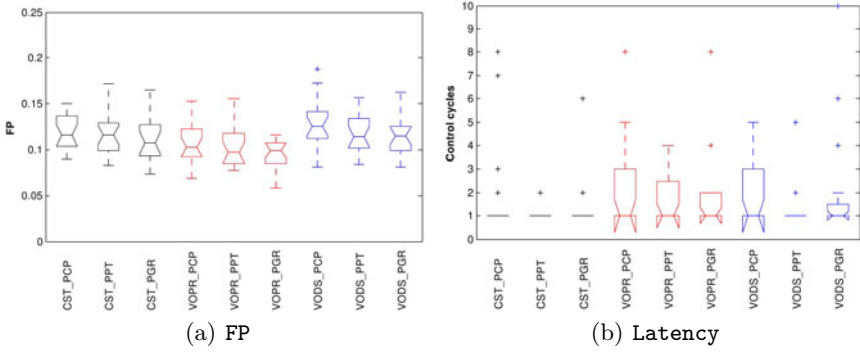 0.25
0.2
0.15
0.1
0.05
0
FP
CST_PCP
CST_PPT
CST_PGR
VOPR_PCP
VOPR_PPT
VOPR_PGR
VODS_PCP
VODS_PPT
VODS_PGR
(a) FP
10
9
8
7
6
5
4
3
2
1
0
Control cycles
CST_PCP
CST_PPT
CST_PGR
VOPR_PCP
VOPR_PPT
VOPR_PGR
VODS_PCP
VODS_PPT
VODS_PGR
(b) Latency